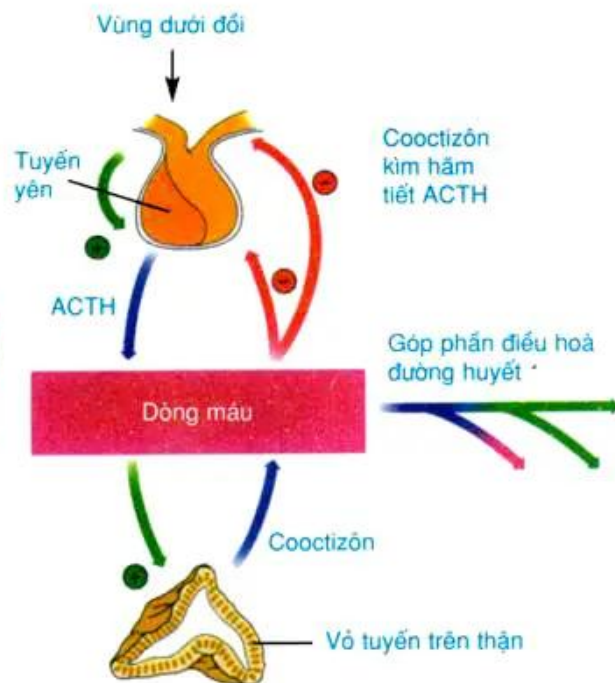 Vùng dưới đồi
Tuyến
yên
Cooctizôn
kìm hãm
tiết ACTH
ACTH
Góp phần điều hoà
đường huyết
Dòng máu
Cooctizôn
Vỏ tuyến trên thận